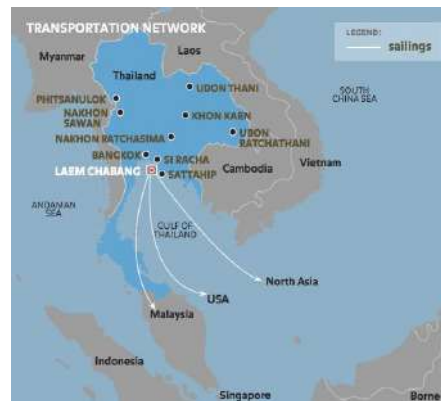 TRANSPORTATION NETWORK
LEGEND:
sailings
Myanmar
Laos
Thailand
UDON THANI
PHITSANULOK
NAKHON
SAWAN
KHON KARN
SOUTH
CHINA SEA
UBON
RATCHATHANI
NAKHON RATCHASIMA
BANGKOK
SI RACHA
Vietnam
LAEM CHABANG
SATTAHIP
Cambodia
ANDAMAN
SEA
GULF OF
THAILAND
North Asia
USA
Malaysia
Indonesia
Singapore
Borne